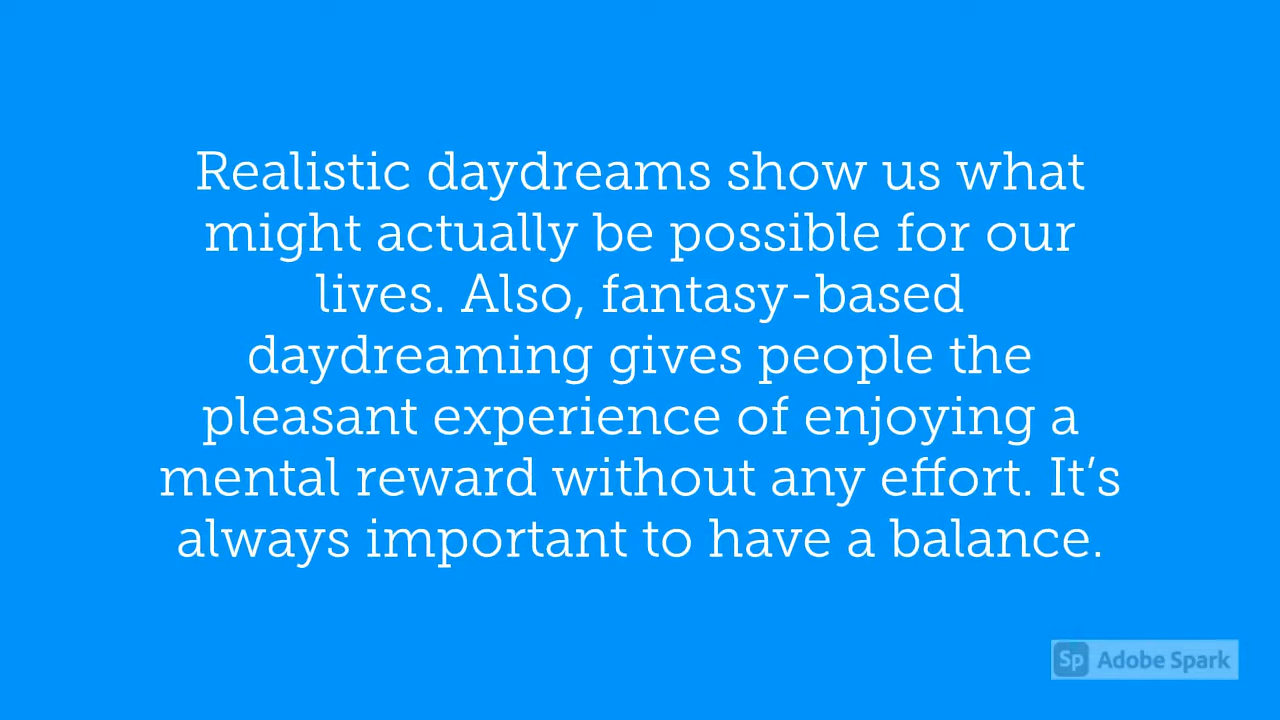 Realistic daydreams show us what
might actually be possible for our
lives. Also, fantasy-based
daydreaming gives people the
pleasant experience of enjoying a
mental reward without any effort. It’s
always important to have a balance.
Sp Adobe Spark